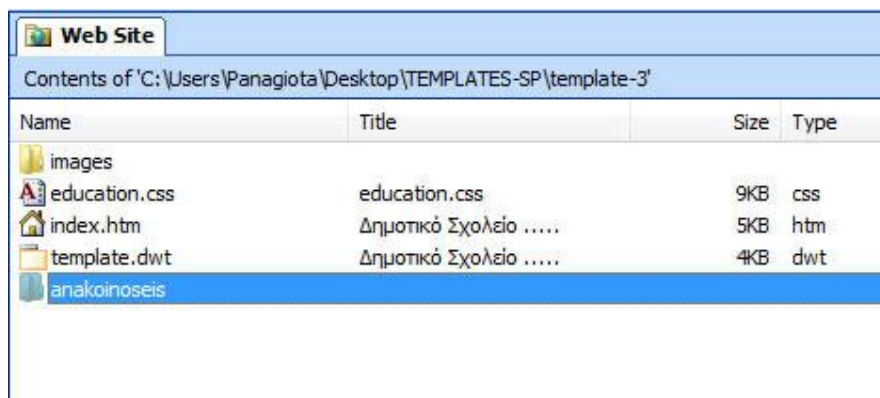 Web Site
Contents of 'C:\Users\Panagiota\Desktop\TEMPLATES-SP\template-3'
Name Title Size Type
images
education.css education.css 9KB css
index.htm Δημοτικό Σχολείο ..... 5KB htm
template.dwt Δημοτικό Σχολείο ..... 4KB dwt
anakoinoseis